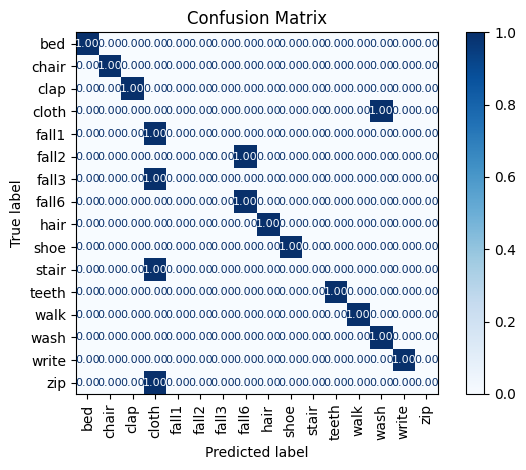 Confusion Matrix
bed 1.00 0.00 0.00 0.00 0.00 0.00 0.00 0.00 0.00 0.00 0.00 0.00 0.00 0.00 0.00 0.00
chair 0.00 1.00 0.00 0.00 0.00 0.00 0.00 0.00 0.00 0.00 0.00 0.00 0.00 0.00 0.00 0.00
clap 0.00 0.00 1.00 0.00 0.00 0.00 0.00 0.00 0.00 0.00 0.00 0.00 0.00 0.00 0.00 0.00
cloth 0.00 0.00 0.00 0.00 0.00 0.00 0.00 0.00 0.00 0.00 0.00 0.00 0.00 1.00 0.00 0.00
fall1 0.00 0.00 0.00 1.00 0.00 0.00 0.00 0.00 0.00 0.00 0.00 0.00 0.00 0.00 0.00 0.00
fall2 0.00 0.00 0.00 0.00 0.00 0.00 0.00 1.00 0.00 0.00 0.00 0.00 0.00 0.00 0.00 0.00
fall3 0.00 0.00 0.00 1.00 0.00 0.00 0.00 0.00 0.00 0.00 0.00 0.00 0.00 0.00 0.00 0.00
fall6 0.00 0.00 0.00 0.00 0.00 0.00 0.00 1.00 0.00 0.00 0.00 0.00 0.00 0.00 0.00 0.00
hair 0.00 0.00 0.00 0.00 0.00 0.00 0.00 0.00 1.00 0.00 0.00 0.00 0.00 0.00 0.00 0.00
shoe 0.00 0.00 0.00 0.00 0.00 0.00 0.00 0.00 0.00 1.00 0.00 0.00 0.00 0.00 0.00 0.00
stair 0.00 0.00 0.00 1.00 0.00 0.00 0.00 0.00 0.00 0.00 0.00 0.00 0.00 0.00 0.00 0.00
teeth 0.00 0.00 0.00 0.00 0.00 0.00 0.00 0.00 0.00 0.00 0.00 1.00 0.00 0.00 0.00 0.00
walk 0.00 0.00 0.00 0.00 0.00 0.00 0.00 0.00 0.00 0.00 0.00 0.00 1.00 0.00 0.00 0.00
wash 0.00 0.00 0.00 0.00 0.00 0.00 0.00 0.00 0.00 0.00 0.00 0.00 0.00 1.00 0.00 0.00
write 0.00 0.00 0.00 0.00 0.00 0.00 0.00 0.00 0.00 0.00 0.00 0.00 0.00 0.00 1.00 0.00
zip 0.00 0.00 0.00 1.00 0.00 0.00 0.00 0.00 0.00 0.00 0.00 0.00 0.00 0.00 0.00 0.00
bed chair clap cloth fall1 fall2 fall3 fall6 hair shoe stair teeth walk wash write zip
Predicted label
True label
1.0
0.8
0.6
0.4
0.2
0.0